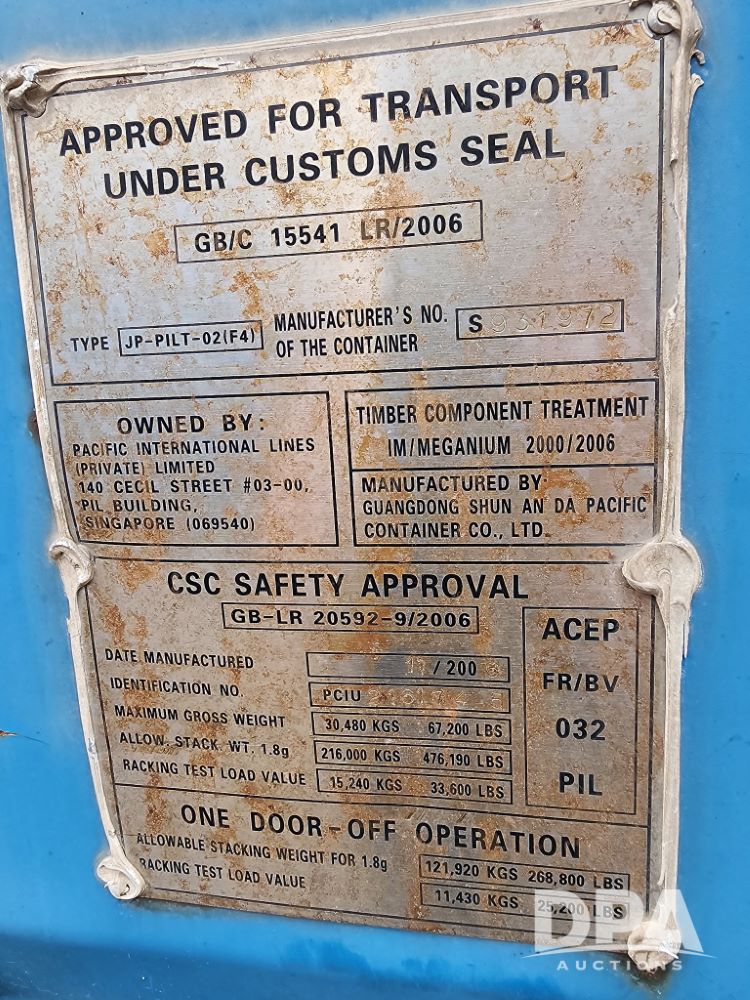 APPROVED FOR TRANSPORT
UNDER CUSTOMS SEAL
GB/C 15541 LR/2006
TYPE JP-PILT-02(F4)
MANUFACTURER'S NO.
OF THE CONTAINER
S 931972
OWNED BY:
PACIFIC INTERNATIONAL LINES
(PRIVATE) LIMITED
140 CECIL STREET #03-00,
PIL BUILDING,
SINGAPORE (069540)
TIMBER COMPONENT TREATMENT
IM/MEGANIUM 2000/2006
MANUFACTURED BY:
GUANGDONG SHUN AN DA PACIFIC
CONTAINER CO., LTD.
CSC SAFETY APPROVAL
GB-LR 20592-9/2006
DATE MANUFACTURED
IDENTIFICATION NO. PCIU
MAXIMUM GROSS WEIGHT 30,480 KGS 67,200 LBS
ALLOW. STACK. WT. 1.8g 216,000 KGS 476,190 LBS
RACKING TEST LOAD VALUE 15,240 KGS 33,600 LBS
ACEP
FR/BV
032
PIL
ONE DOOR-OFF OPERATION
ALLOWABLE STACKING WEIGHT FOR 1.8g 121,920 KGS 268,800 LBS
RACKING TEST LOAD VALUE 11,430 KGS 25,200 LBS
DPA
AUCTIONS